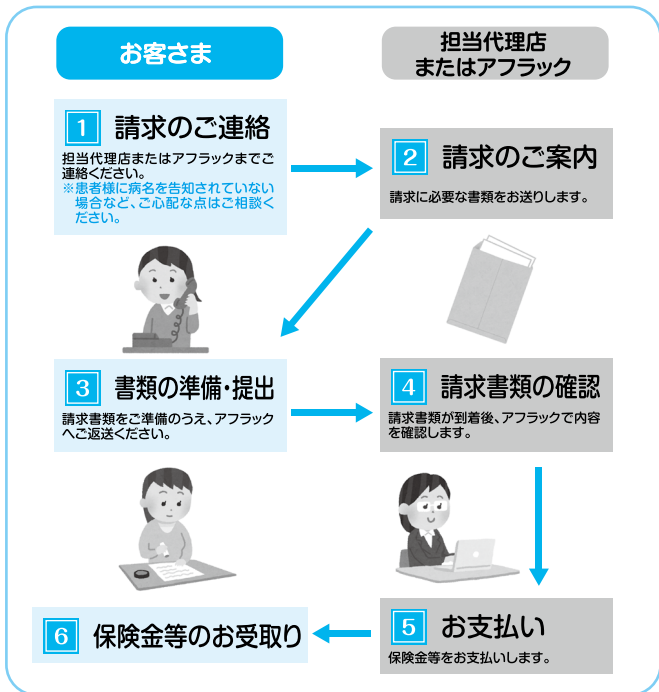 お客さま
担当代理店
またはアフラック
1 請求のご連絡
担当代理店またはアフラックまでご
連絡ください。
※患者様に病名を告知されていない
場合など、ご心配な点はご相談く
ださい。
2 請求のご案内
請求に必要な書類をお送りします。
3 書類の準備・提出
請求書類をご準備のうえ、アフラック
へご返送ください。
4 請求書類の確認
請求書類が到着後、アフラックで内容
を確認します。
5 お支払い
保険金等をお支払いします。
6 保険金等のお受取り